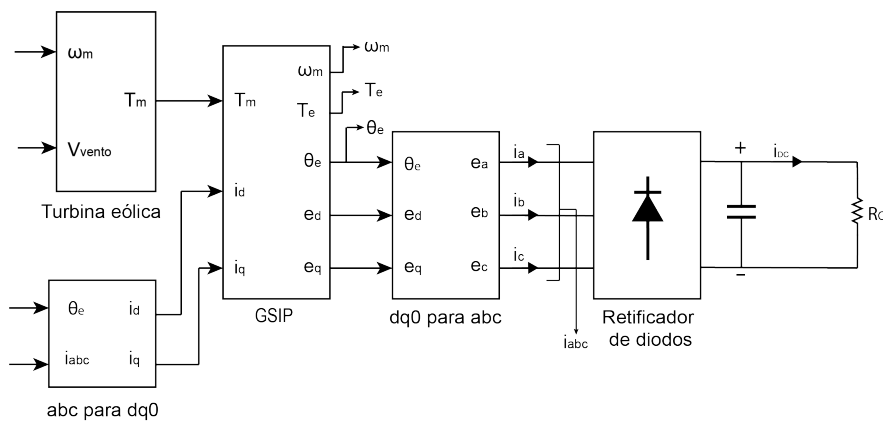 ωm
Tm
Vvento
Turbina eólica
θe
id
iabc
iq
abc para dq0
Tm
id
iq
ωm
Te
θe
ed
eq
GSIP
ωm
Te
θe
θe
ed
eq
ea
eb
ec
dq0 para abc
ia
ib
ic
iabc
Retificador
de diodos
+
-
iDC